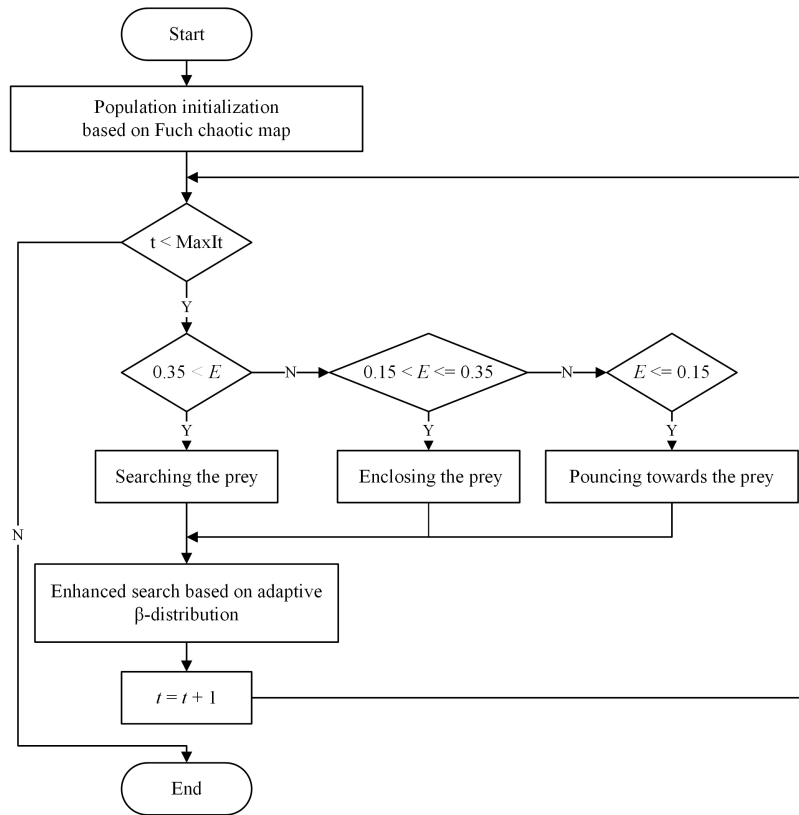 Start
Population initialization
based on Fuch chaotic map
t < MaxIt
Y
0.35 < E
N
0.15 < E <= 0.35
N
E <= 0.15
Y
Y
Y
Searching the prey
Enclosing the prey
Pouncing towards the prey
N
Enhanced search based on adaptive
β-distribution
t = t + 1
End